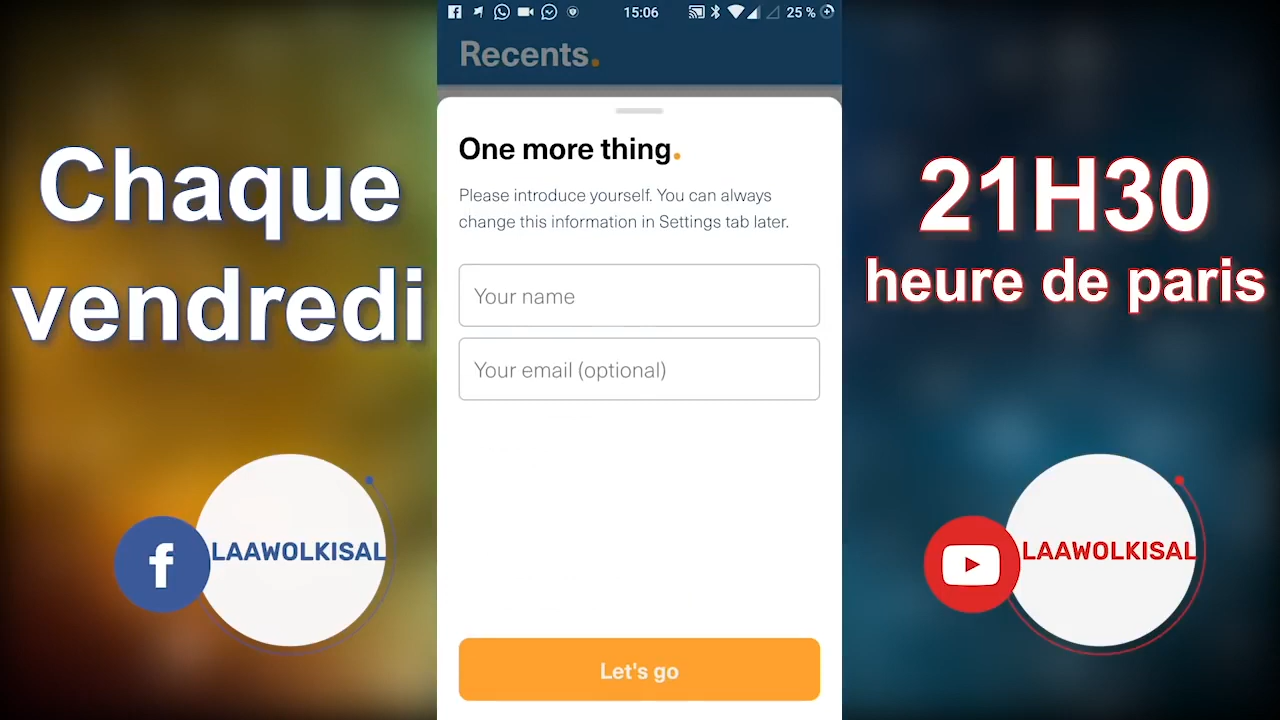 Chaque
vendredi
LAAWOLKISAL
15:06
25 %
Recents.
One more thing.
Please introduce yourself. You can always
change this information in Settings tab later.
Your name
Your email (optional)
Let's go
21H30
heure de paris
LAAWOLKISAL